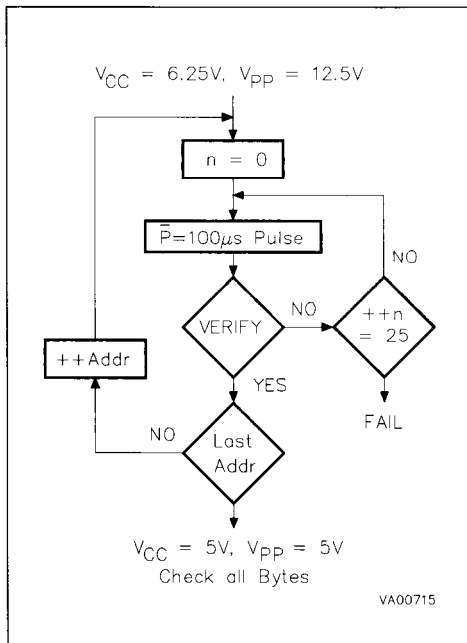 VCC = 6.25V, VPP = 12.5V
n = 0
P̅=100μs Pulse
NO
VERIFY
NO
++n
= 25
++Addr
YES
FAIL
NO
Last
Addr
VCC = 5V, VPP = 5V
Check all Bytes
VA00715